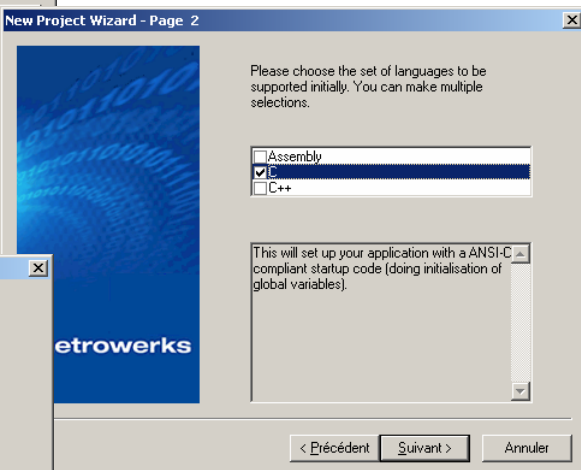 New Project Wizard - Page 2
Please choose the set of languages to be
supported initially. You can make multiple
selections.
Assembly
C
C++
This will set up your application with a ANSI-C
compliant startup code (doing initialisation of
global variables).
etrowerks
< Précédent
Suivant >
Annuler